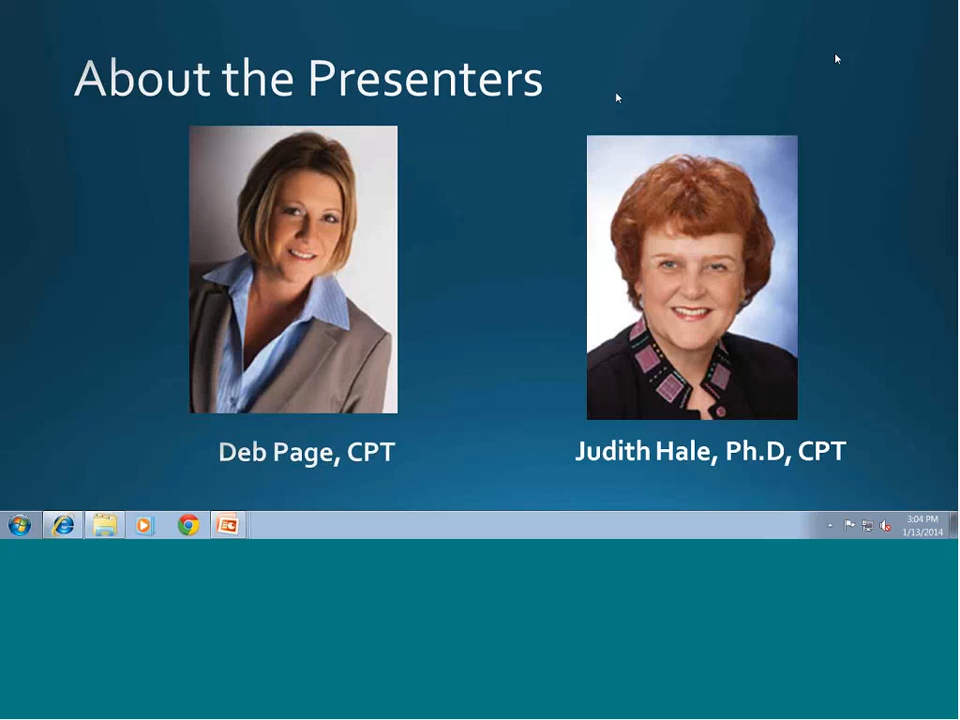 About the Presenters
Deb Page, CPT
Judith Hale, Ph.D, CPT
3:04 PM
1/13/2014